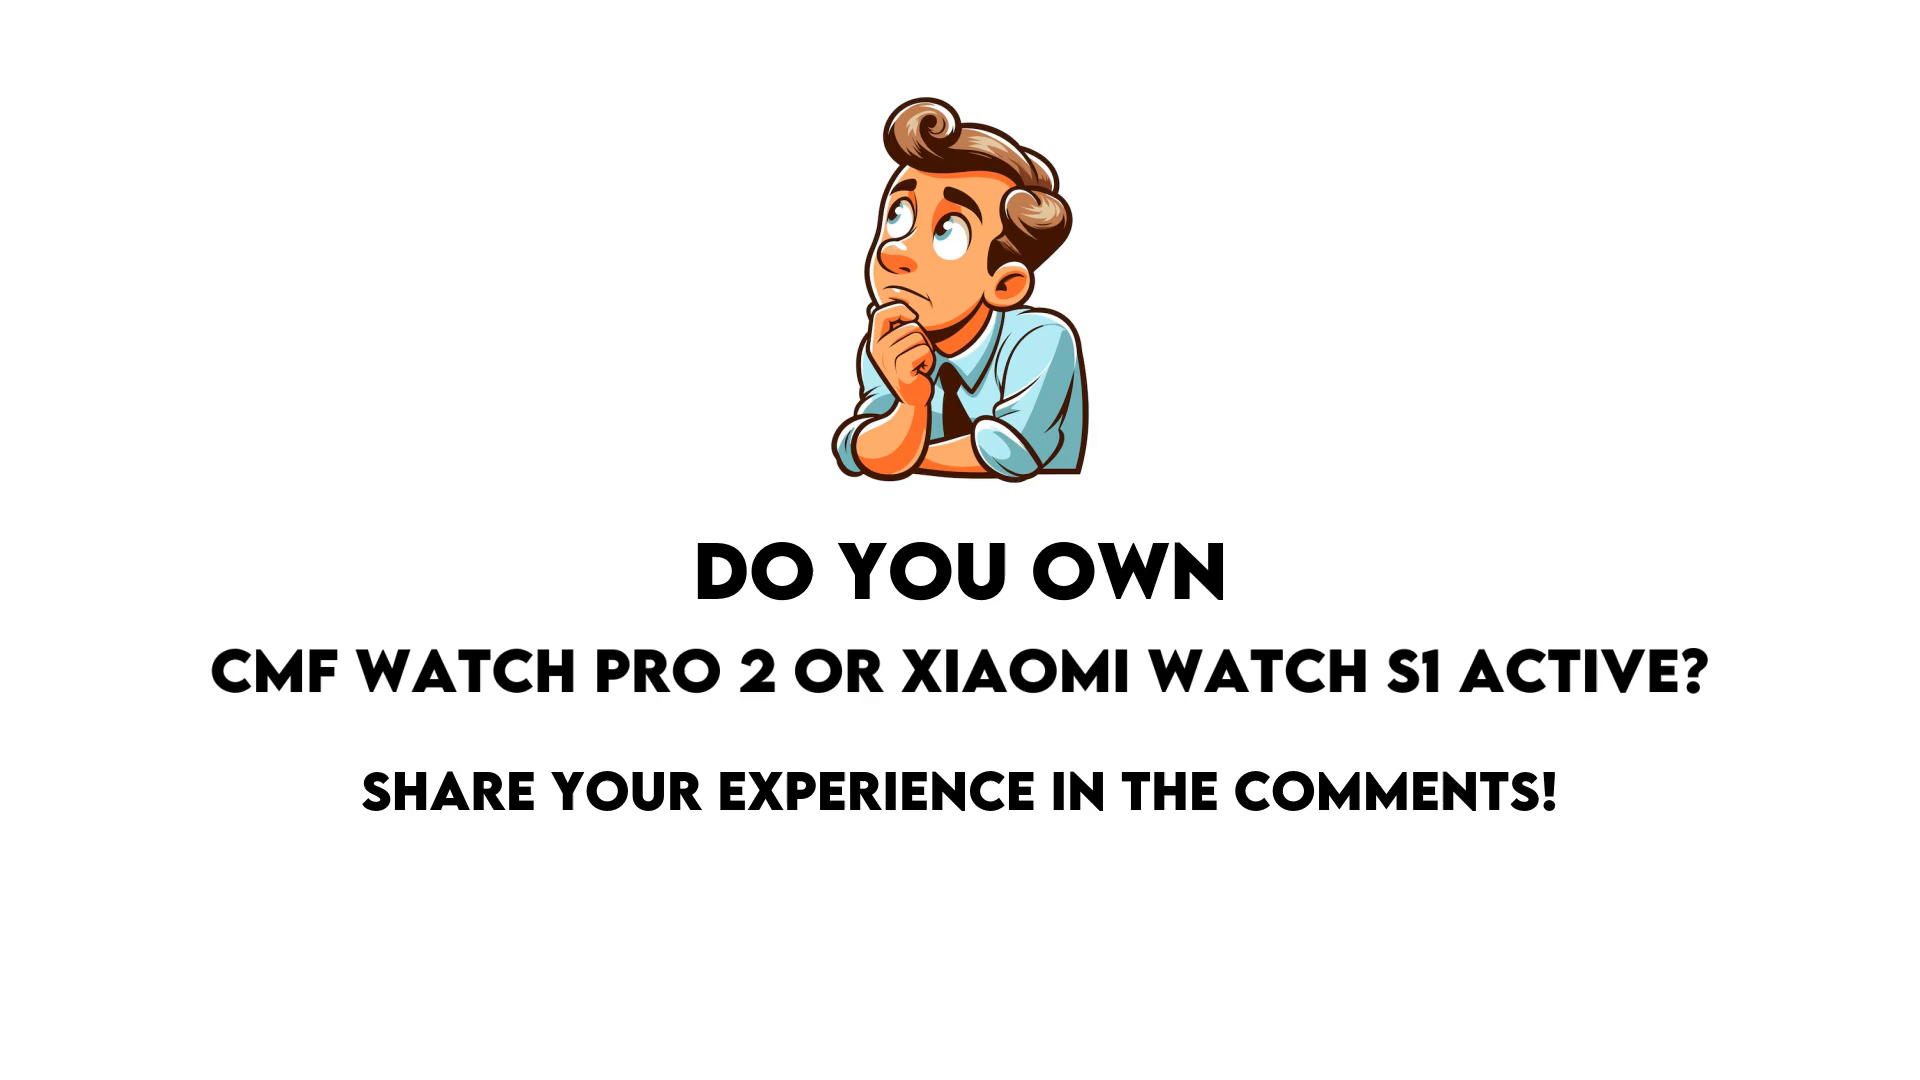 DO YOU OWN
CMF WATCH PRO 2 OR XIAOMI WATCH S1 ACTIVE?
SHARE YOUR EXPERIENCE IN THE COMMENTS!